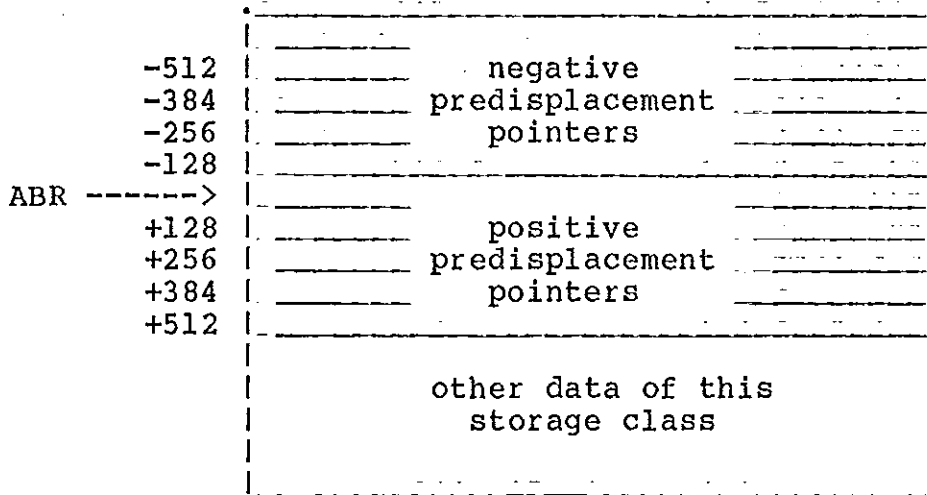 -512 negative
-384 predisplacement
-256 pointers
-128
ABR ------>
+128 positive
+256 predisplacement
+384 pointers
+512
other data of this
storage class